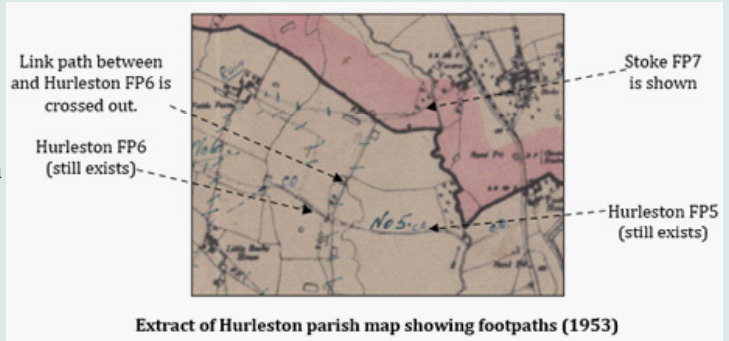 Link path between
and Hurleston FP6 is
crossed out.
Hurleston FP6
(still exists)
Stoke FP7
is shown
Hurleston FP5
(still exists)
No 5.
Extract of Hurleston parish map showing footpaths (1953)